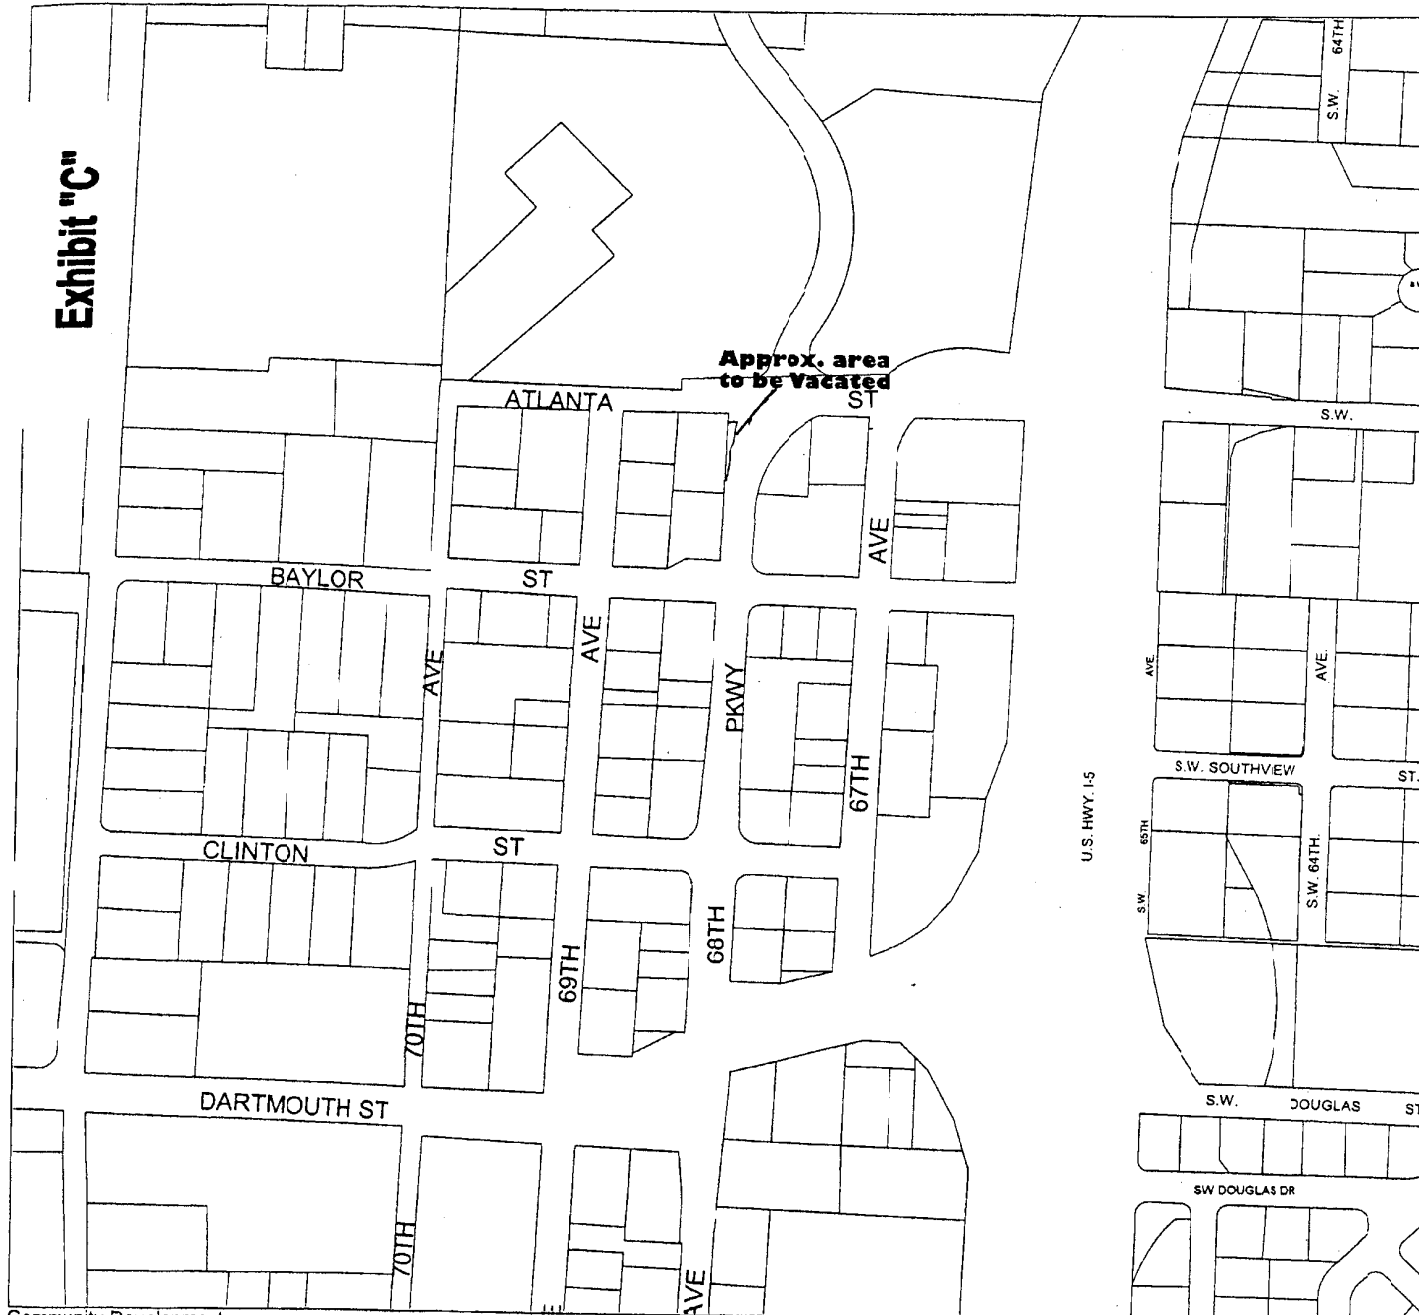 Exhibit "C"
64TH
S.W.
Approx. area
to be Vacated
ATLANTA
ST
S.W.
AVE
BAYLOR
ST
AVE
AVE
PKWY
AVE.
AVE.
67TH
S.W. SOUTHVIEW
ST.
U.S. HWY. I-5
CLINTON
ST
65TH
S.W.
S.W. 64TH.
68TH
69TH
70TH
DARTMOUTH ST
S.W.
DOUGLAS
ST
SW DOUGLAS DR
70TH
AVE